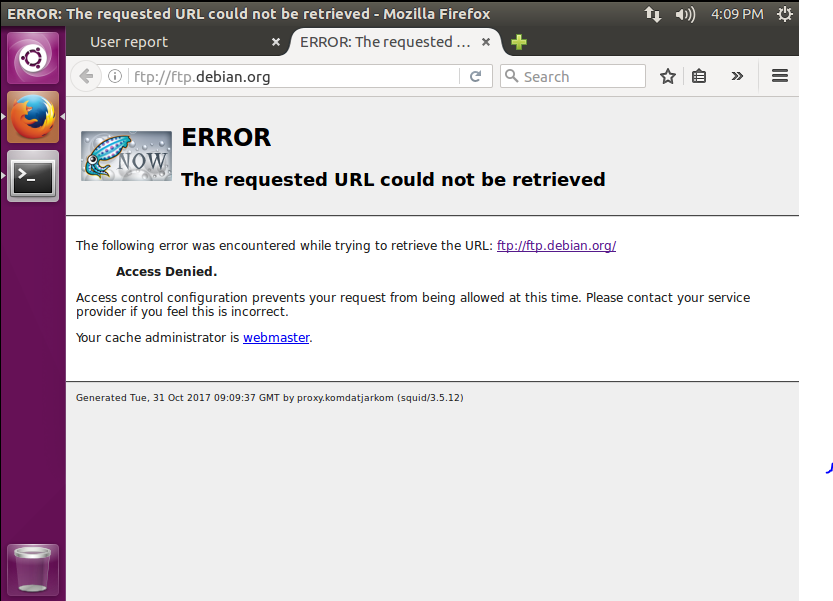 ERROR: The requested URL could not be retrieved - Mozilla Firefox
4:09 PM
User report
ERROR: The requested ...
ftp://ftp.debian.org
Search
NOW
ERROR
The requested URL could not be retrieved
The following error was encountered while trying to retrieve the URL: ftp://ftp.debian.org/
Access Denied.
Access control configuration prevents your request from being allowed at this time. Please contact your service
provider if you feel this is incorrect.
Your cache administrator is webmaster.
Generated Tue, 31 Oct 2017 09:09:37 GMT by proxy.komdatjarkom (squid/3.5.12)